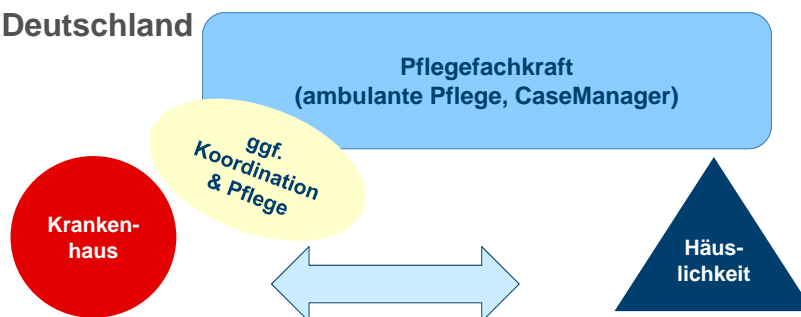 Deutschland
Pflegefachkraft
(ambulante Pflege, CaseManager)
ggf.
Koordination
& Pflege
Kranken-
haus
Häus-
lichkeit